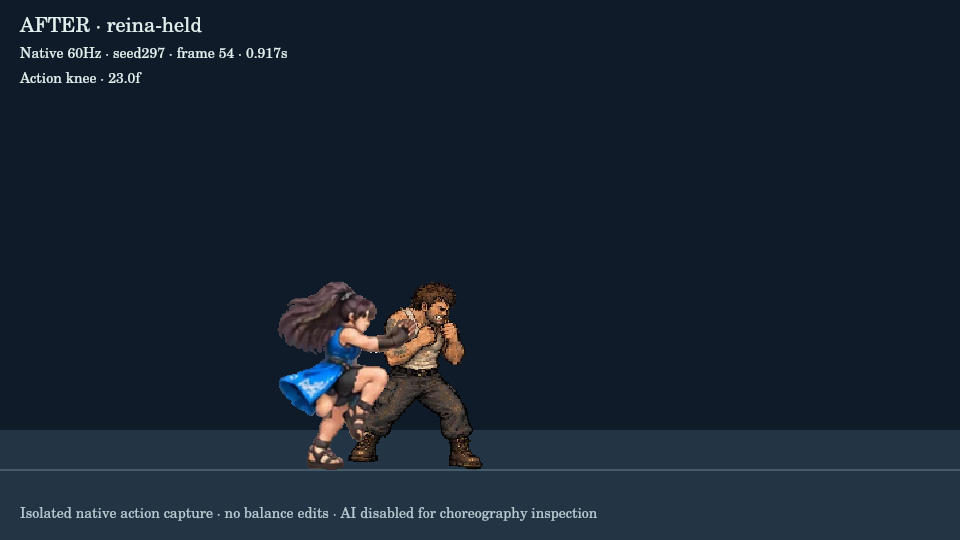 AFTER · reina-held
Native 60Hz · seed297 · frame 54 · 0.917s
Action knee · 23.0f
Isolated native action capture · no balance edits · AI disabled for choreography inspection